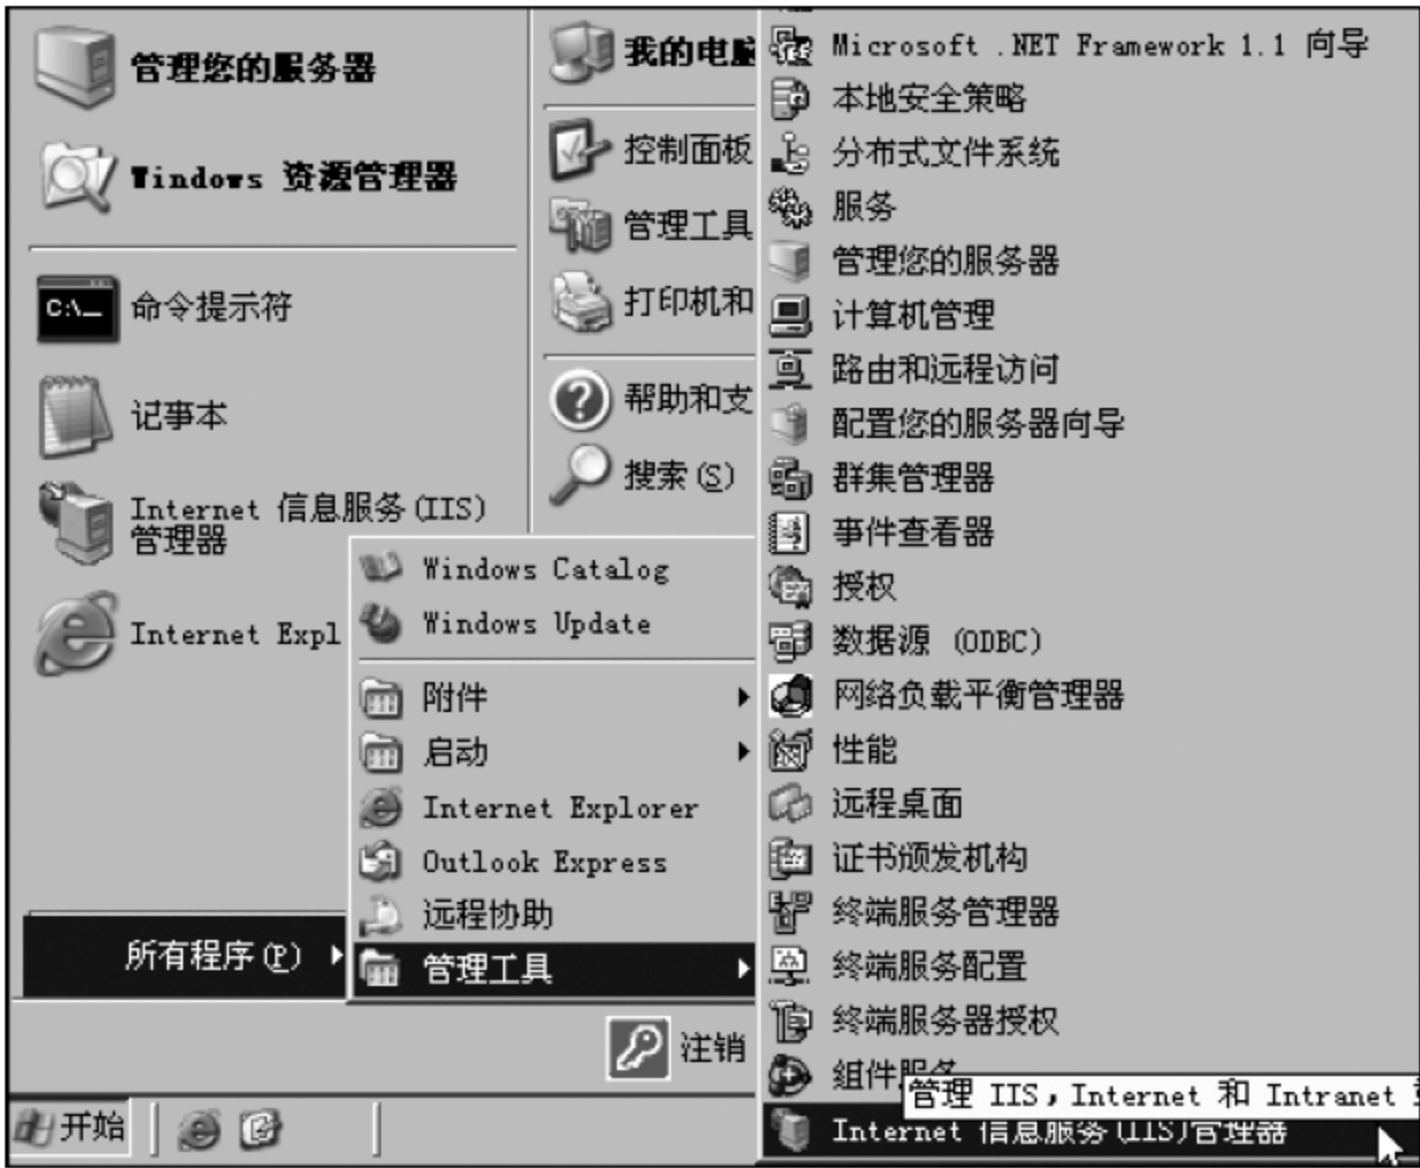 管理您的服务器
Windows 资源管理器
C:\_
命令提示符
记事本
Internet 信息服务(IIS)
管理器
Internet Expl
所有程序(P)
我的电脑
控制面板
管理工具
打印机和
帮助和支
搜索(S)
Windows Catalog
Windows Update
附件
启动
Internet Explorer
Outlook Express
远程协助
管理工具
注销
Microsoft .NET Framework 1.1 向导
本地安全策略
分布式文件系统
服务
管理您的服务器
计算机管理
路由和远程访问
配置您的服务器向导
群集管理器
事件查看器
授权
数据源 (ODBC)
网络负载平衡管理器
性能
远程桌面
证书颁发机构
终端服务管理器
终端服务配置
终端服务器授权
组件服务
管理 IIS，Internet 和 Intranet
Internet 信息服务(IIS)管理器
开始